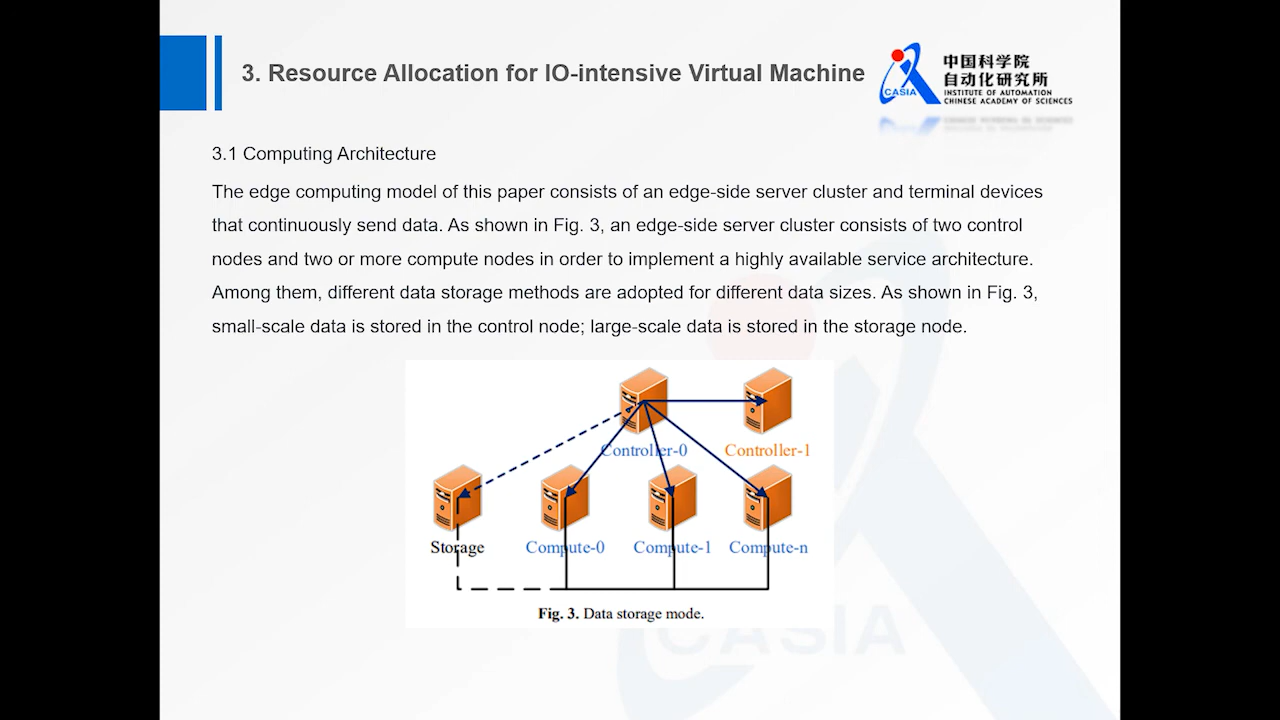 3. Resource Allocation for IO-intensive Virtual Machine
中国科学院
自动化研究所
CASIA
INSTITUTE OF AUTOMATION
CHINESE ACADEMY OF SCIENCES
3.1 Computing Architecture
The edge computing model of this paper consists of an edge-side server cluster and terminal devices
that continuously send data. As shown in Fig. 3, an edge-side server cluster consists of two control
nodes and two or more compute nodes in order to implement a highly available service architecture.
Among them, different data storage methods are adopted for different data sizes. As shown in Fig. 3,
small-scale data is stored in the control node; large-scale data is stored in the storage node.
Controller-0 Controller-1
Storage Compute-0 Compute-1 Compute-n
Fig. 3. Data storage mode.
CASIA